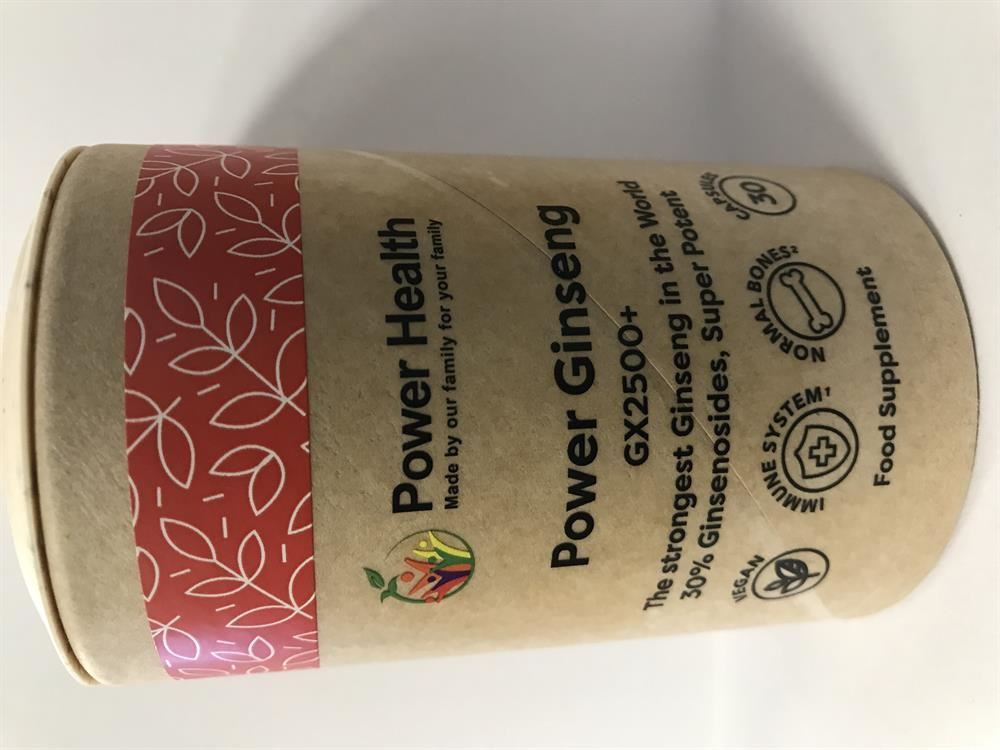 Power Health
Made by our family for your family
Power Ginseng
GX2500+
The strongest Ginseng in the World
30% Ginsenosides, Super Potent
VEGAN
IMMUNE SYSTEM¹
NORMAL BONES²
CAPSULES
30
Food Supplement